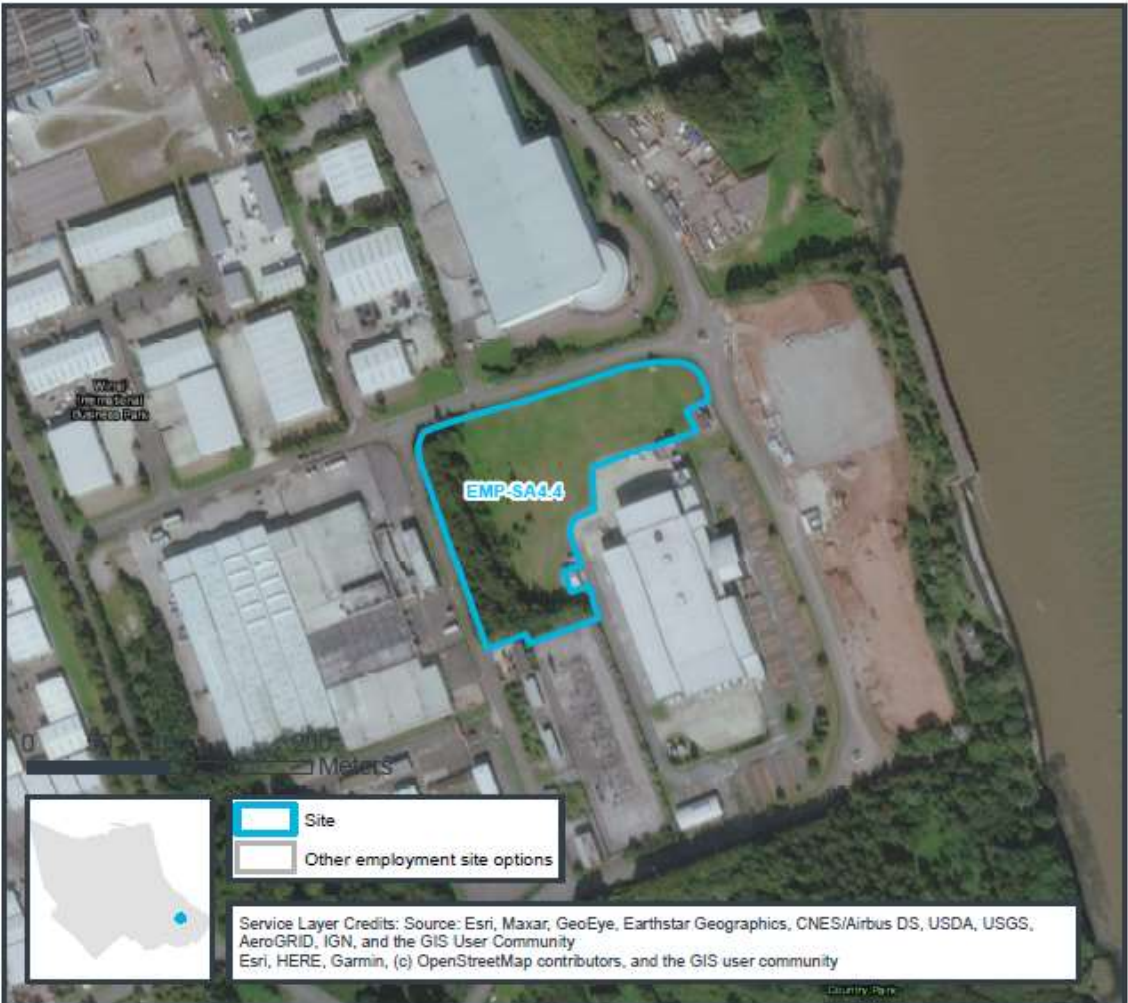 Wirral
International
Business Park
EMP-SA4.4
0
200
Meters
Site
Other employment site options
Service Layer Credits: Source: Esri, Maxar, GeoEye, Earthstar Geographics, CNES/Airbus DS, USDA, USGS,
AeroGRID, IGN, and the GIS User Community
Esri, HERE, Garmin, (c) OpenStreetMap contributors, and the GIS user community
Country Park